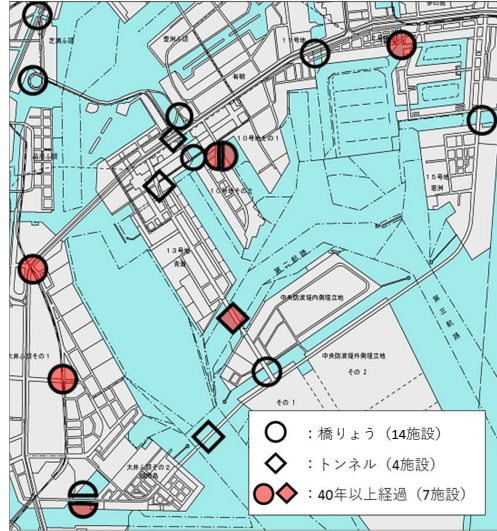 芝浦ふ頭
豊洲ふ頭
11号地
有明
10号地その1
品川ふ頭
10号地その2
15号地
若洲
13号地
青海
第一航路
中央防波堤内側埋立地
第三航路
中央防波堤外側埋立地
その2
大井ふ頭その1
その1
大井ふ頭その2
：橋りょう（14施設）
：トンネル（4施設）
：40年以上経過（7施設）